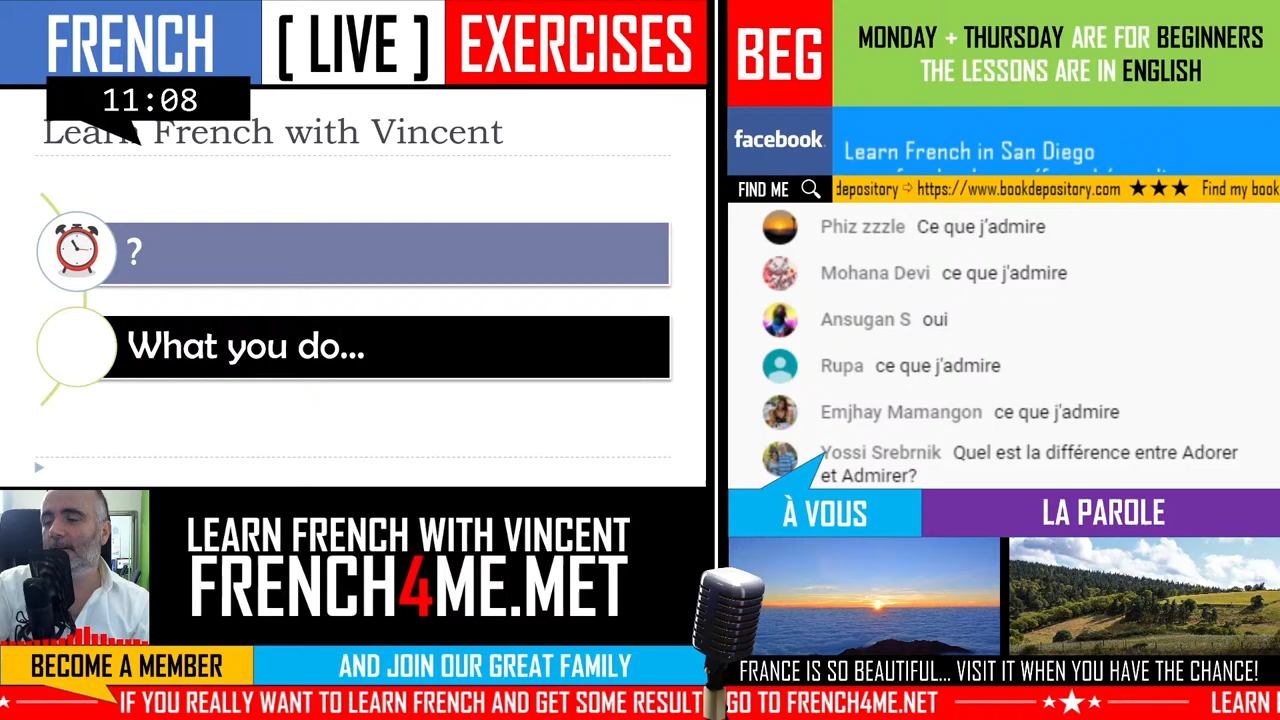 FRENCH [ LIVE ] EXERCISES
11:08
Learn French with Vincent
?
What you do...
BEG
MONDAY + THURSDAY ARE FOR BEGINNERS
THE LESSONS ARE IN ENGLISH
facebook.
Learn French in San Diego
FIND ME
depository ⇨ https://www.bookdepository.com ★★★ Find my book
Phiz zzzle Ce que j’admire
Mohana Devi ce que j'admire
Ansugan S oui
Rupa ce que j’admire
Emjhay Mamangon ce que j'admire
Yossi Srebrnik Quel est la différence entre Adorer
et Admirer?
À VOUS
LA PAROLE
LEARN FRENCH WITH VINCENT
FRENCH4ME.MET
BECOME A MEMBER
AND JOIN OUR GREAT FAMILY
FRANCE IS SO BEAUTIFUL... VISIT IT WHEN YOU HAVE THE CHANCE!
IF YOU REALLY WANT TO LEARN FRENCH AND GET SOME RESULT GO TO FRENCH4ME.NET LEARN